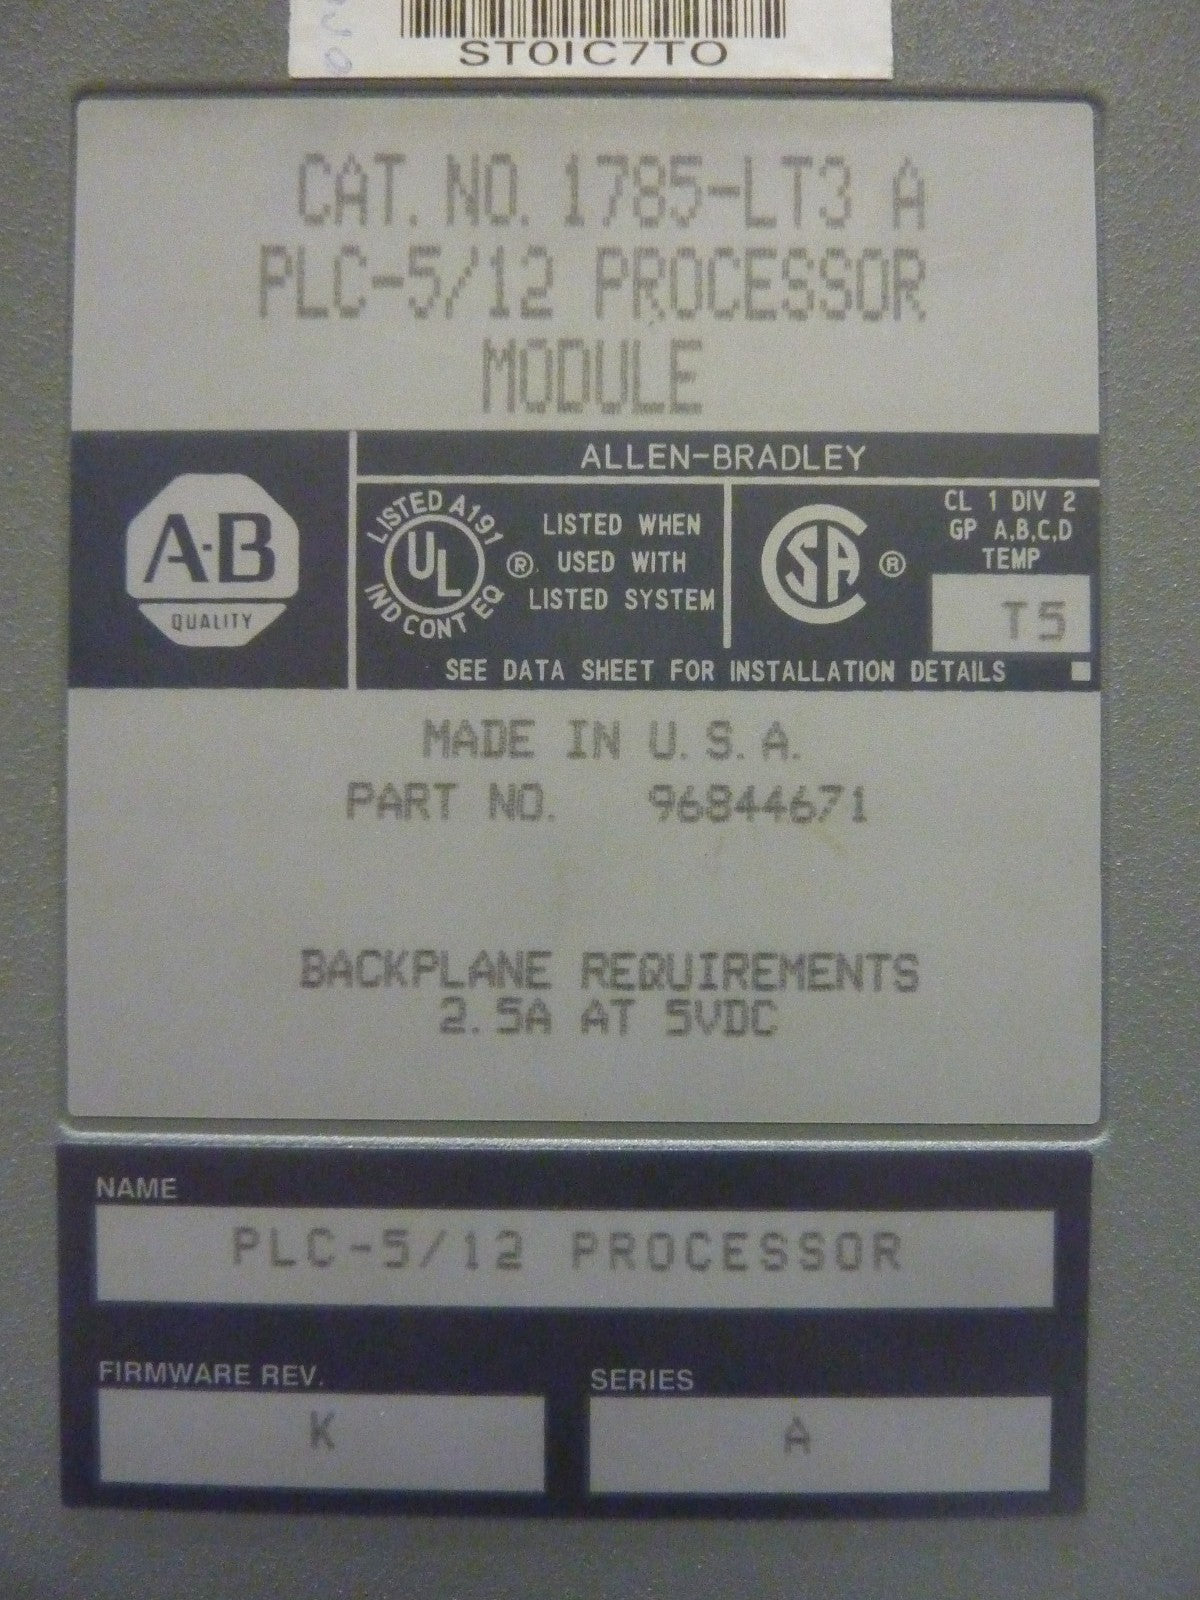 ST0IC7TO
CAT. NO. 1785-LT3 A
PLC-5/12 PROCESSOR
MODULE
ALLEN-BRADLEY
A-B
QUALITY
LISTED A191
UL
IND CONT EQ
®
LISTED WHEN
USED WITH
LISTED SYSTEM
CSA ®
CL 1 DIV 2
GP A,B,C,D
TEMP
T5
SEE DATA SHEET FOR INSTALLATION DETAILS
MADE IN U.S.A.
PART NO. 96844671
BACKPLANE REQUIREMENTS
2.5A AT 5VDC
NAME
PLC-5/12 PROCESSOR
FIRMWARE REV.
K
SERIES
A